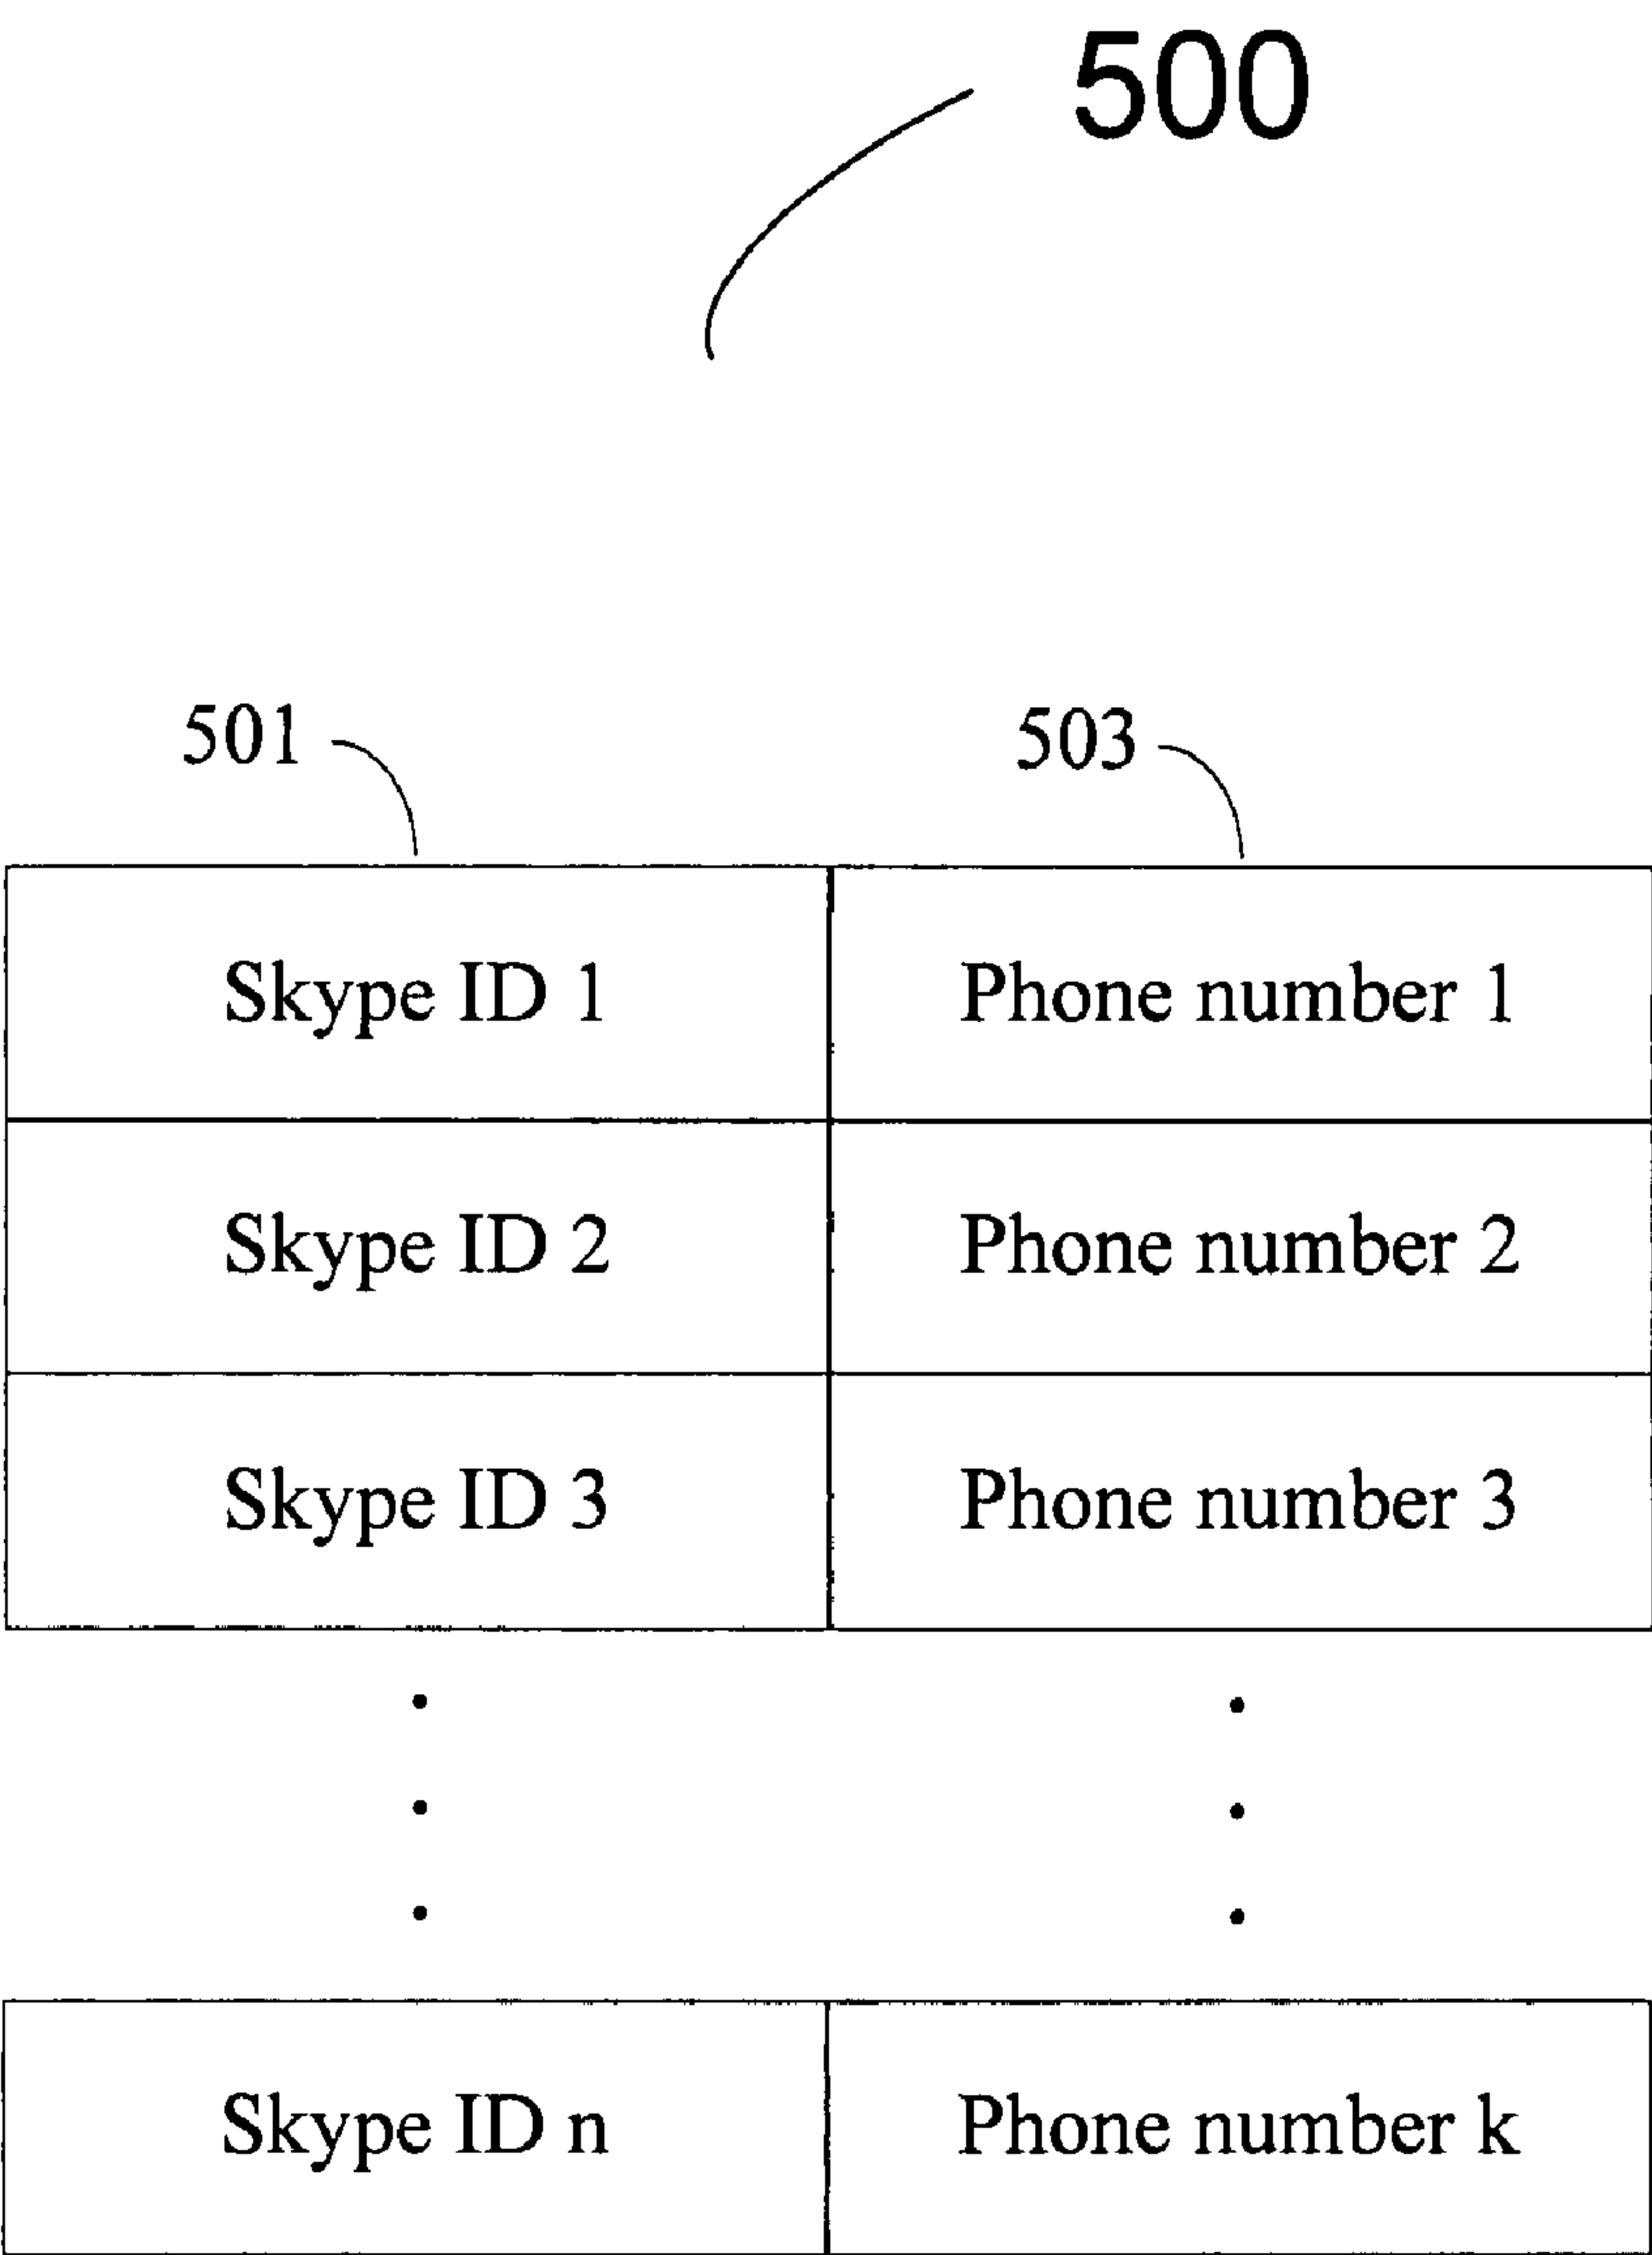 500
501 503
Skype ID 1 Phone number 1
Skype ID 2 Phone number 2
Skype ID 3 Phone number 3
Skype ID n Phone number k